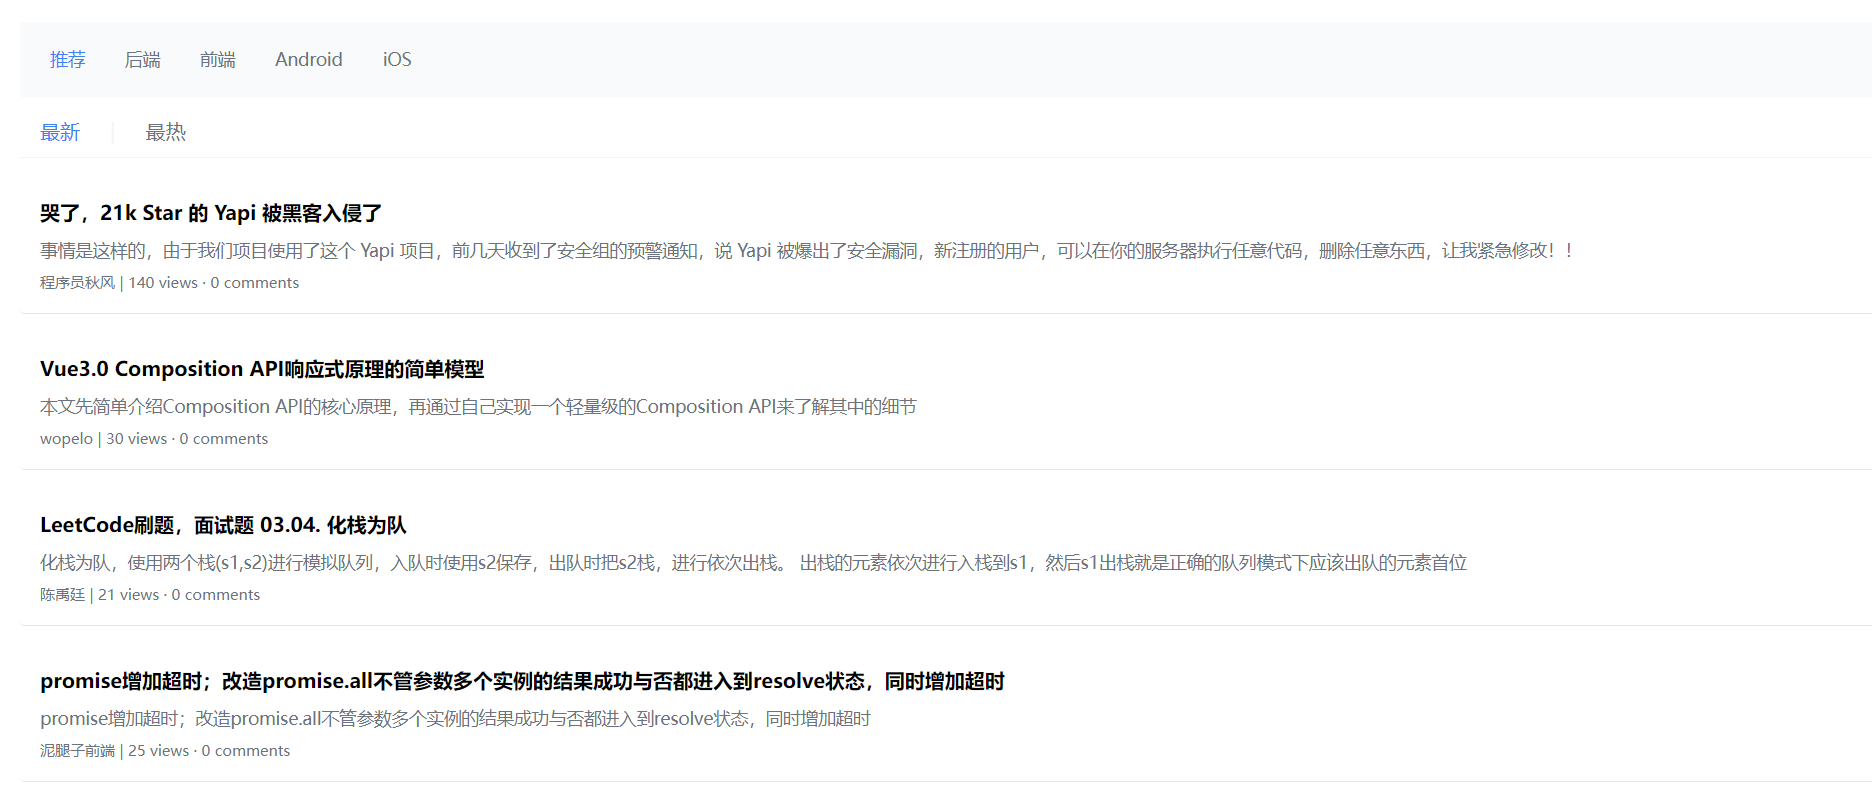 推荐 后端 前端 Android iOS
最新 | 最热
哭了，21k Star 的 Yapi 被黑客入侵了
事情是这样的，由于我们项目使用了这个 Yapi 项目，前几天收到了安全组的预警通知，说 Yapi 被爆出了安全漏洞，新注册的用户，可以在你的服务器执行任意代码，删除任意东西，让我紧急修改！！
程序员秋风 | 140 views · 0 comments
Vue3.0 Composition API响应式原理的简单模型
本文先简单介绍Composition API的核心原理，再通过自己实现一个轻量级的Composition API来了解其中的细节
wopelo | 30 views · 0 comments
LeetCode刷题，面试题 03.04. 化栈为队
化栈为队，使用两个栈(s1,s2)进行模拟队列，入队时使用s2保存，出队时把s2栈，进行依次出栈。 出栈的元素依次进行入栈到s1，然后s1出栈就是正确的队列模式下应该出队的元素首位
陈禹廷 | 21 views · 0 comments
promise增加超时；改造promise.all不管参数多个实例的结果成功与否都进入到resolve状态，同时增加超时
promise增加超时；改造promise.all不管参数多个实例的结果成功与否都进入到resolve状态，同时增加超时
泥腿子前端 | 25 views · 0 comments